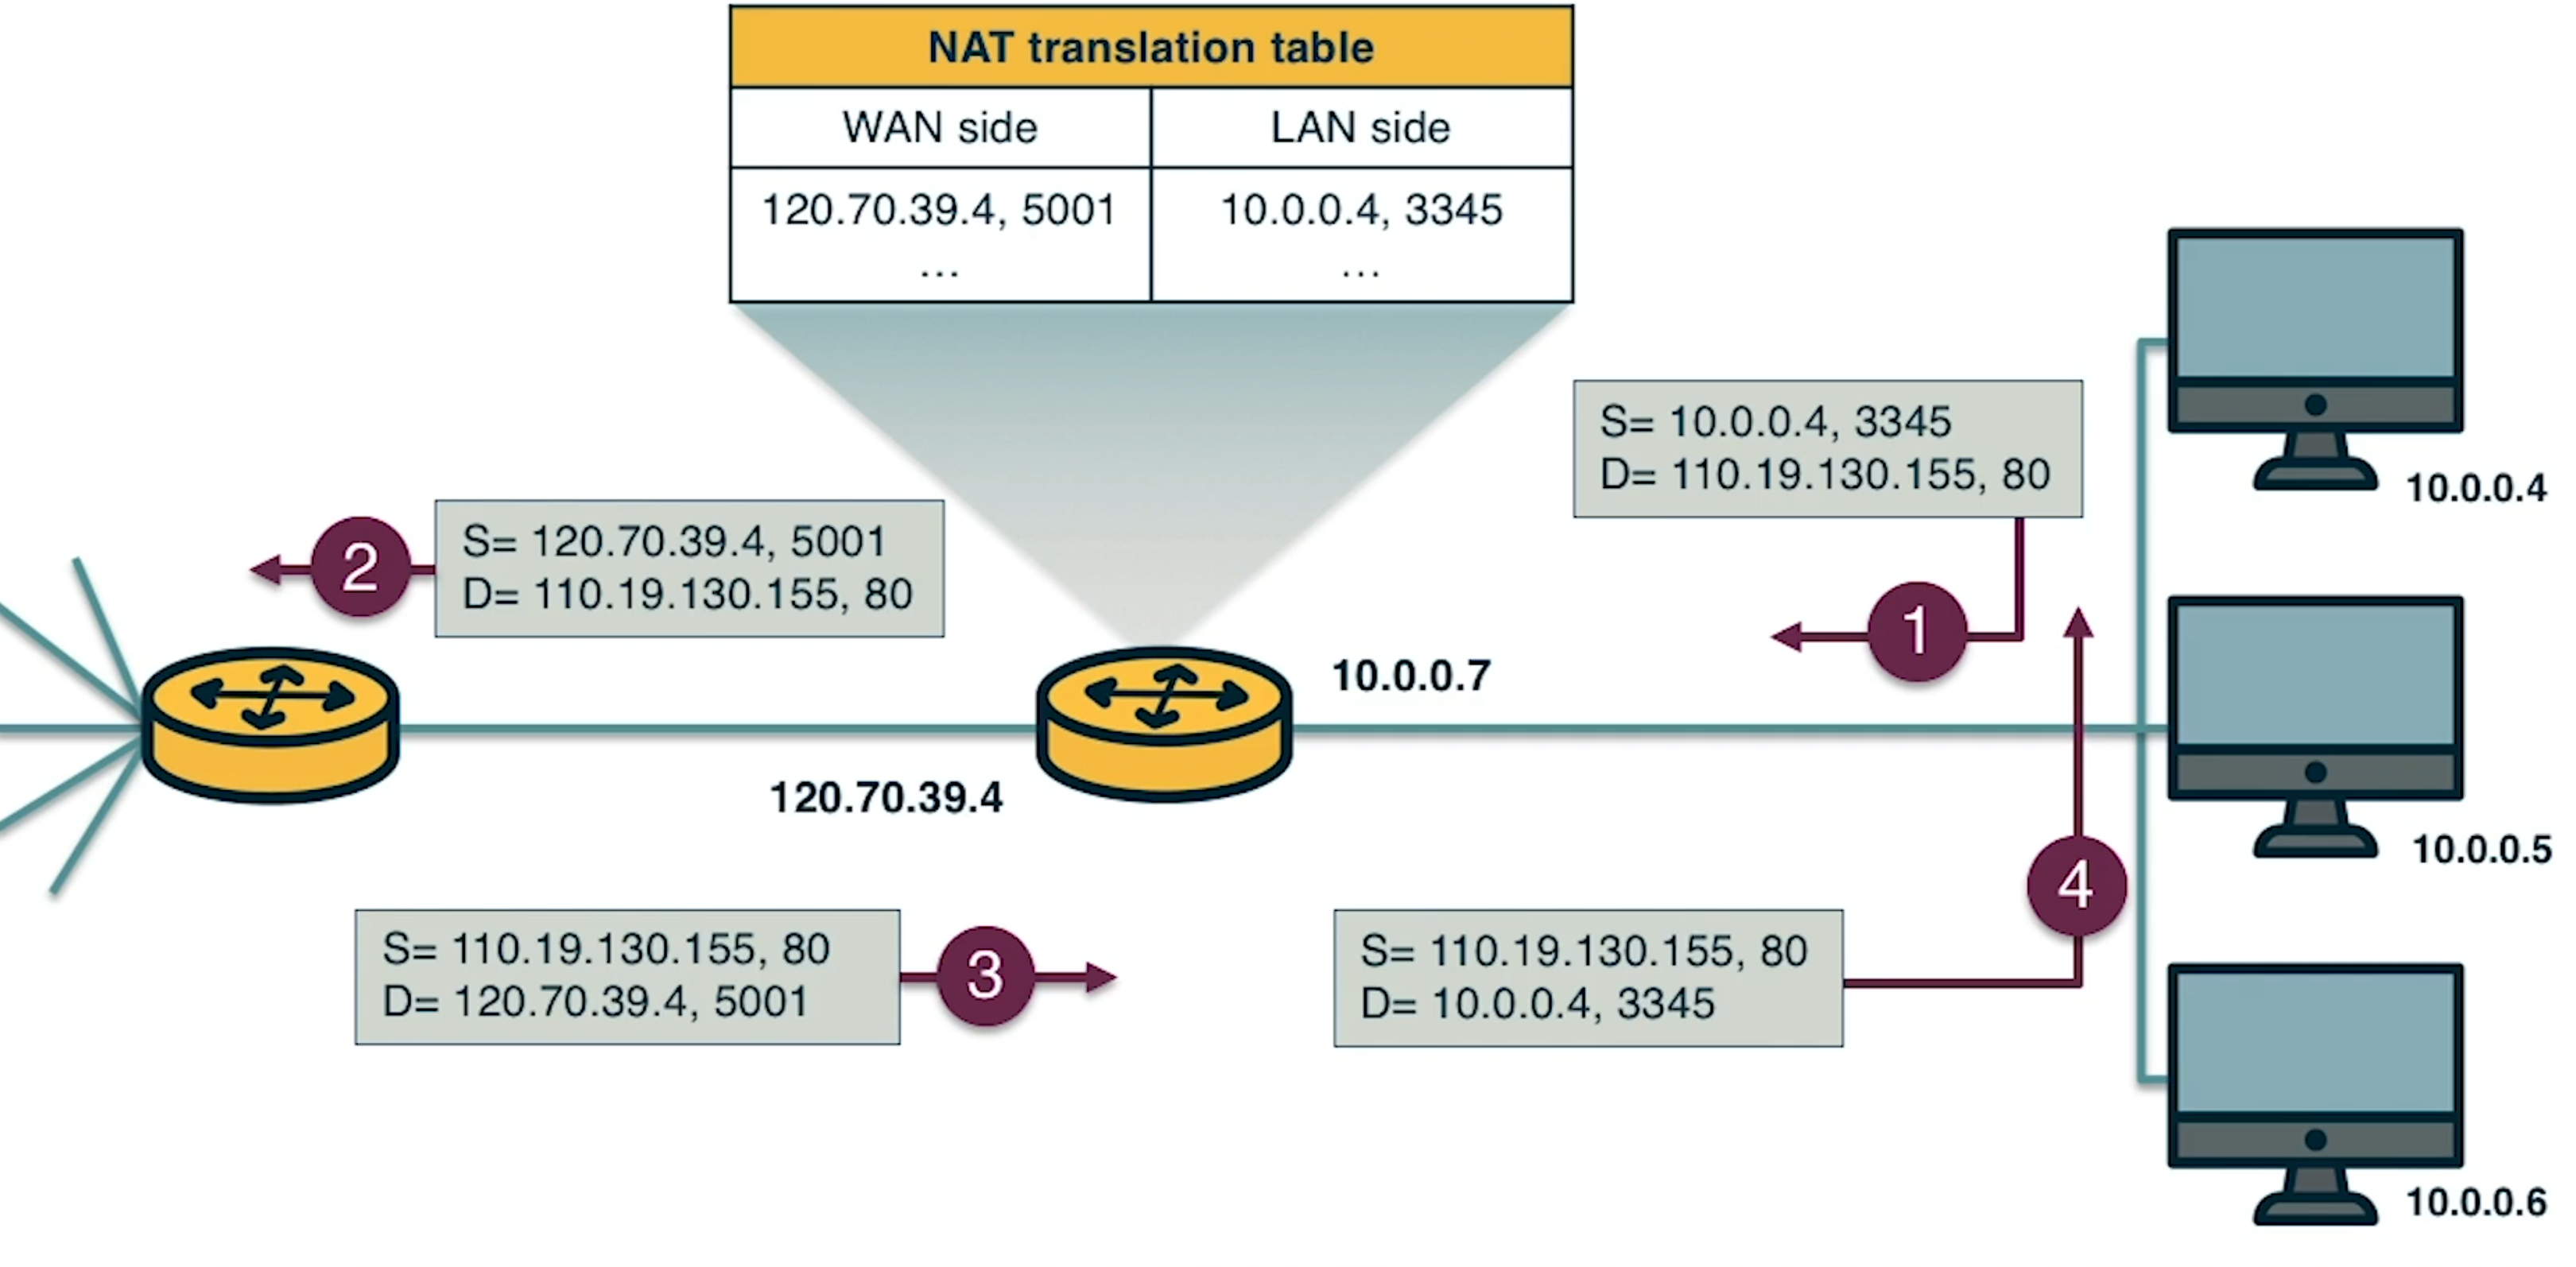 NAT translation table
WAN side
LAN side
120.70.39.4, 5001
10.0.0.4, 3345
...
...
S= 10.0.0.4, 3345
D= 110.19.130.155, 80
10.0.0.4
2
S= 120.70.39.4, 5001
D= 110.19.130.155, 80
1
10.0.0.7
120.70.39.4
10.0.0.5
4
S= 110.19.130.155, 80
D= 120.70.39.4, 5001
3
S= 110.19.130.155, 80
D= 10.0.0.4, 3345
10.0.0.6